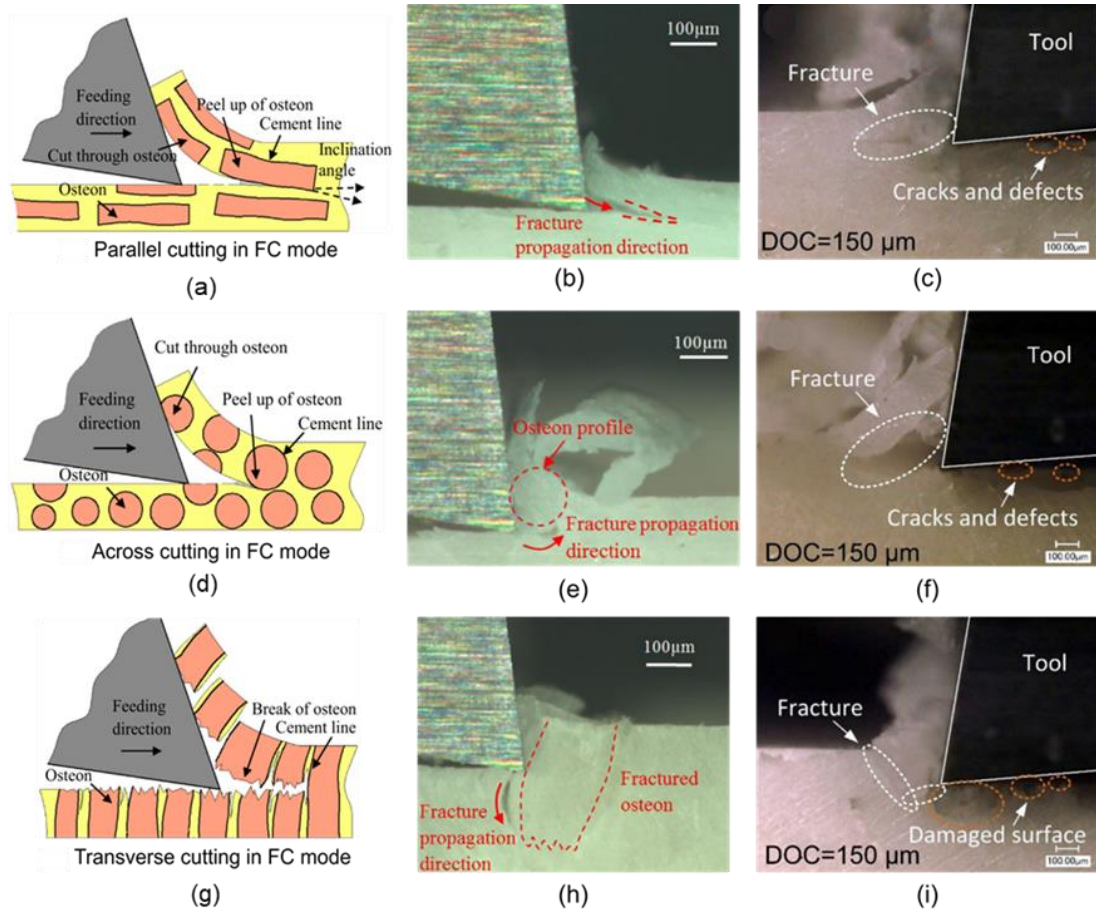 Feeding
direction
Peel up of osteon
Cement line
Inclination
angle
Cut through osteon
Osteon
Parallel cutting in FC mode
(a)
100μm
Fracture
propagation direction
(b)
Tool
Fracture
Cracks and defects
DOC=150 μm
100.00μm
(c)
Cut through osteon
Feeding
direction
Peel up of osteon
Cement line
Osteon
Across cutting in FC mode
(d)
100μm
Osteon profile
Fracture propagation
direction
(e)
Tool
Fracture
Cracks and defects
DOC=150 μm
100.00μm
(f)
Feeding
direction
Break of osteon
Cement line
Osteon
Transverse cutting in FC mode
(g)
100μm
Fractured
osteon
Fracture
propagation
direction
(h)
Tool
Fracture
Damaged surface
DOC=150 μm
100.00μm
(i)